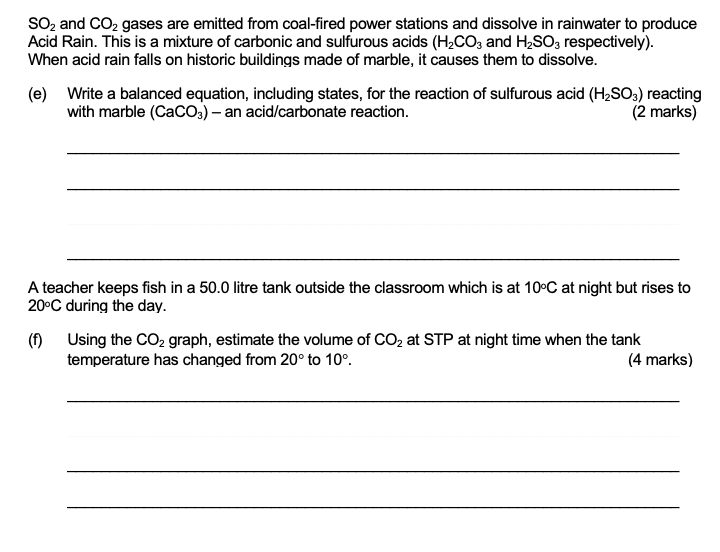 SO₂ and CO₂ gases are emitted from coal-fired power stations and dissolve in rainwater to produce
Acid Rain. This is a mixture of carbonic and sulfurous acids (H₂CO₃ and H₂SO₃ respectively).
When acid rain falls on historic buildings made of marble, it causes them to dissolve.
(e) Write a balanced equation, including states, for the reaction of sulfurous acid (H₂SO₃) reacting
with marble (CaCO₃) – an acid/carbonate reaction. (2 marks)
A teacher keeps fish in a 50.0 litre tank outside the classroom which is at 10ºC at night but rises to
20ºC during the day.
(f) Using the CO₂ graph, estimate the volume of CO₂ at STP at night time when the tank
temperature has changed from 20° to 10°. (4 marks)